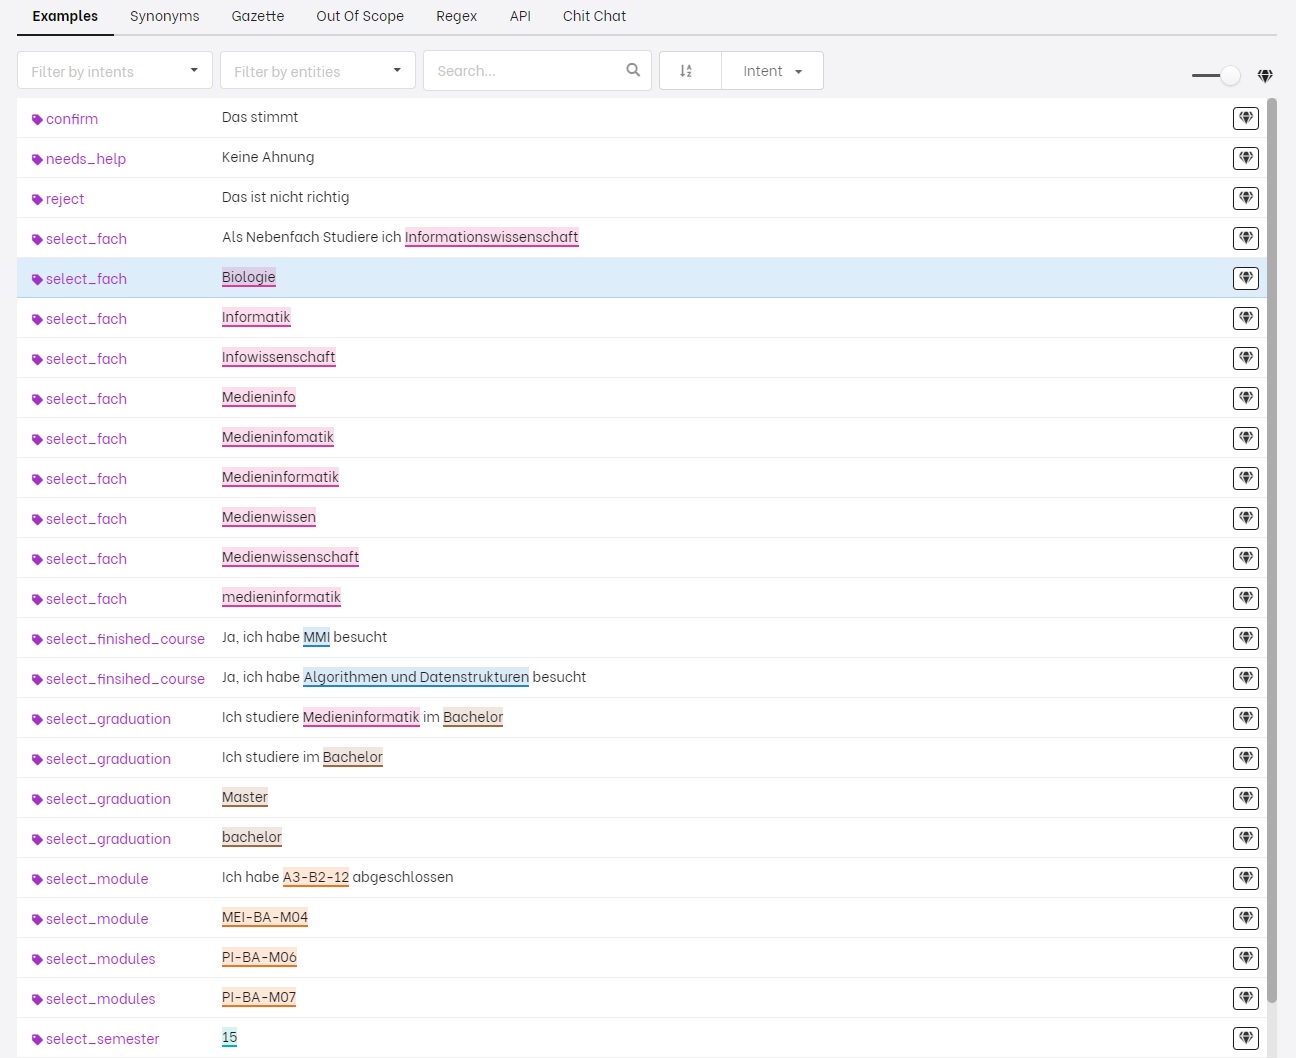 Examples Synonyms Gazette Out Of Scope Regex API Chit Chat
Filter by intents Filter by entities Search... Intent
confirm Das stimmt
needs_help Keine Ahnung
reject Das ist nicht richtig
select_fach Als Nebenfach Studiere ich Informationswissenschaft
select_fach Biologie
select_fach Informatik
select_fach Infowissenschaft
select_fach Medieninfo
select_fach Medieninfomatik
select_fach Medieninformatik
select_fach Medienwissen
select_fach Medienwissenschaft
select_fach medieninformatik
select_finished_course Ja, ich habe MMI besucht
select_finsihed_course Ja, ich habe Algorithmen und Datenstrukturen besucht
select_graduation Ich studiere Medieninformatik im Bachelor
select_graduation Ich studiere im Bachelor
select_graduation Master
select_graduation bachelor
select_module Ich habe A3-B2-12 abgeschlossen
select_module MEI-BA-M04
select_modules PI-BA-M06
select_modules PI-BA-M07
select_semester 15